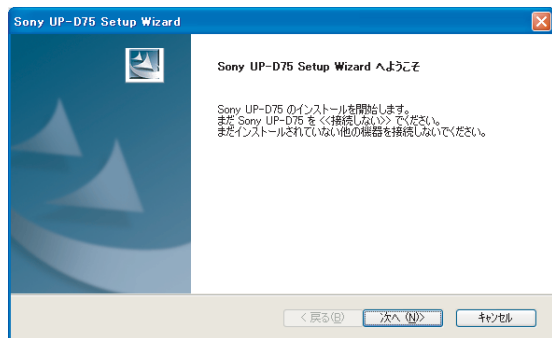 Sony UP-D75 Setup Wizard
Sony UP-D75 Setup Wizard へようこそ
Sony UP-D75 のインストールを開始します。
まだ Sony UP-D75 を <<接続しない>> でください。
まだインストールされていない他の機器を接続しないでください。
< 戻る(B)
次へ (N)>
キャンセル